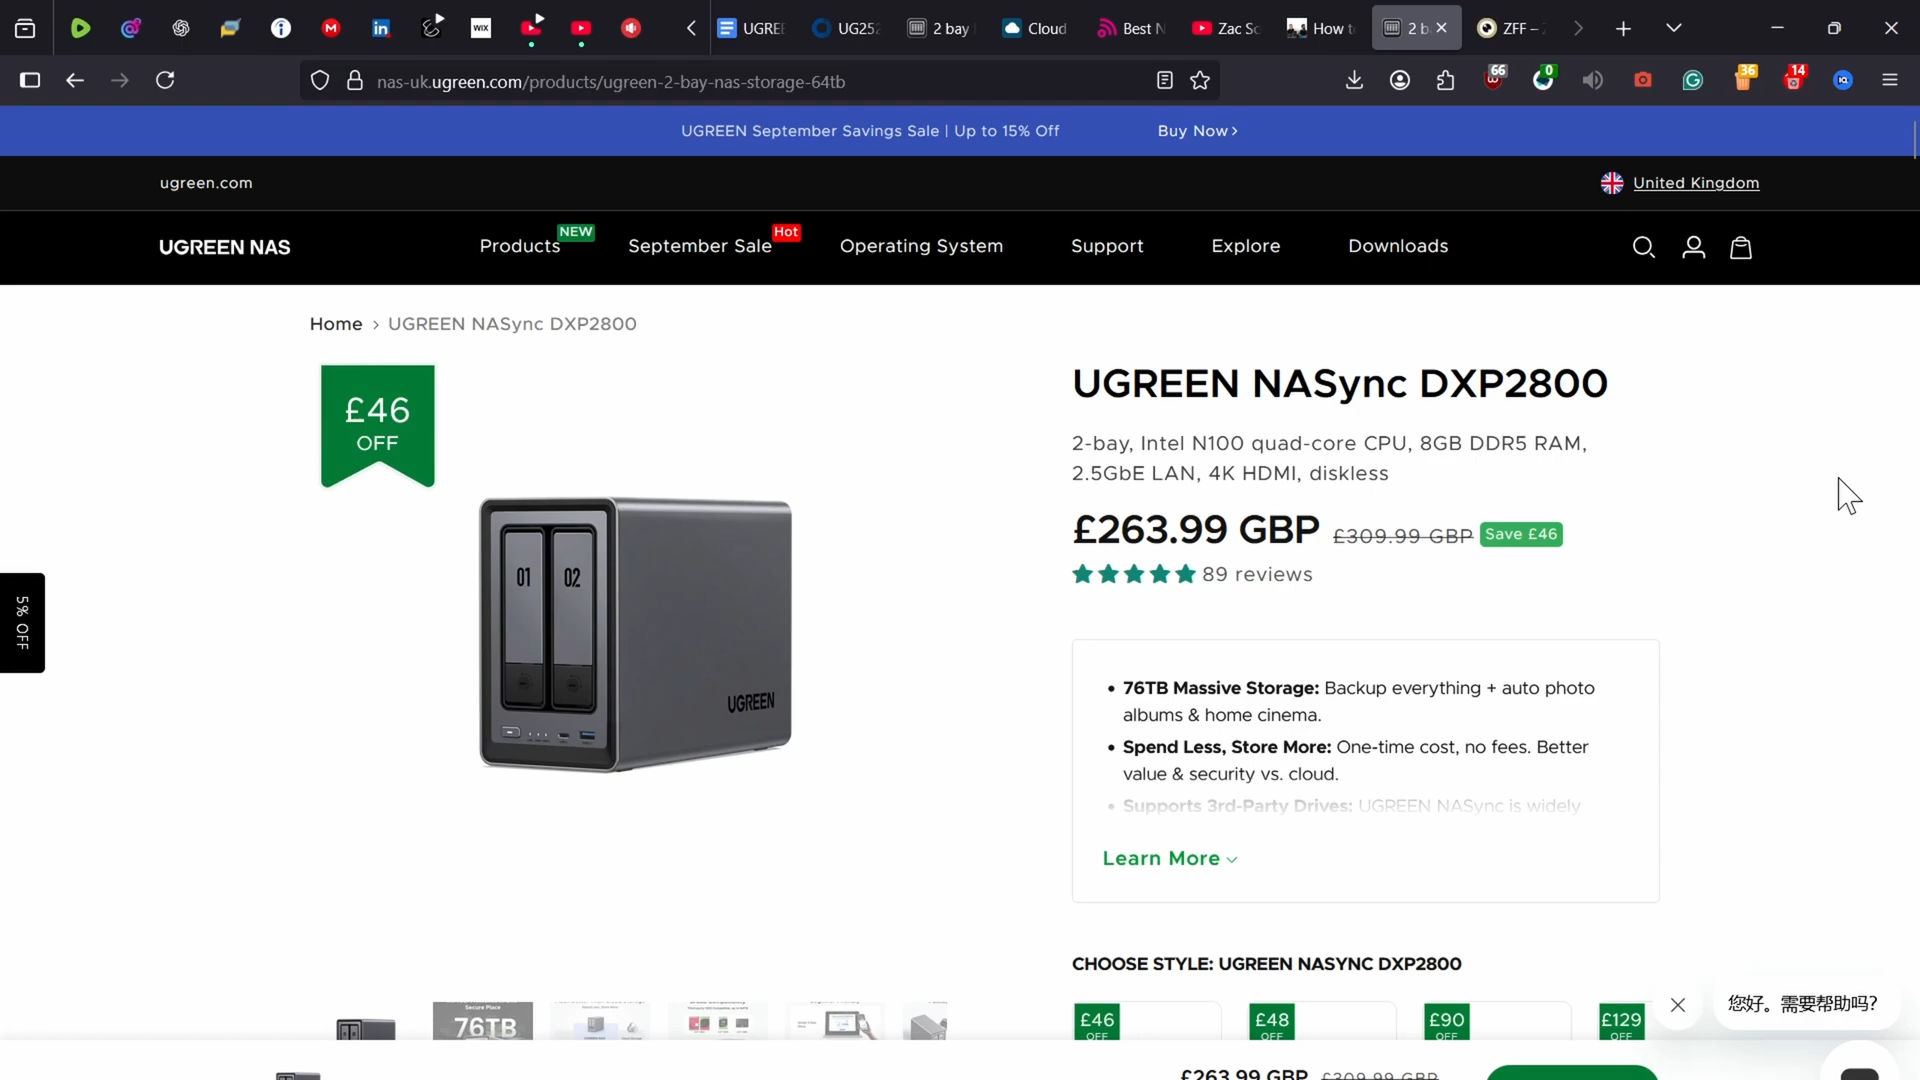 UGREE
UG252
2 bay
Cloud
Best N
Zac Sc
How t
2 b
ZFF –
nas-uk.ugreen.com/products/ugreen-2-bay-nas-storage-64tb
66
0
36
14
UGREEN September Savings Sale | Up to 15% Off
Buy Now
ugreen.com
United Kingdom
UGREEN NAS
Products
NEW
September Sale
Hot
Operating System
Support
Explore
Downloads
Home › UGREEN NASync DXP2800
£46
OFF
01
02
UGREEN
5% OFF
UGREEN NASync DXP2800
2-bay, Intel N100 quad-core CPU, 8GB DDR5 RAM,
2.5GbE LAN, 4K HDMI, diskless
£263.99 GBP £309.99 GBP Save £46
89 reviews
• 76TB Massive Storage: Backup everything + auto photo
albums & home cinema.
• Spend Less, Store More: One-time cost, no fees. Better
value & security vs. cloud.
• Supports 3rd-Party Drives: UGREEN NASync is widely
Learn More
CHOOSE STYLE: UGREEN NASYNC DXP2800
Secure Place
76TB
£46
OFF
£48
OFF
£90
OFF
£129
OFF
您好。需要帮助吗?
£263.99 GBP £309.99 GBP